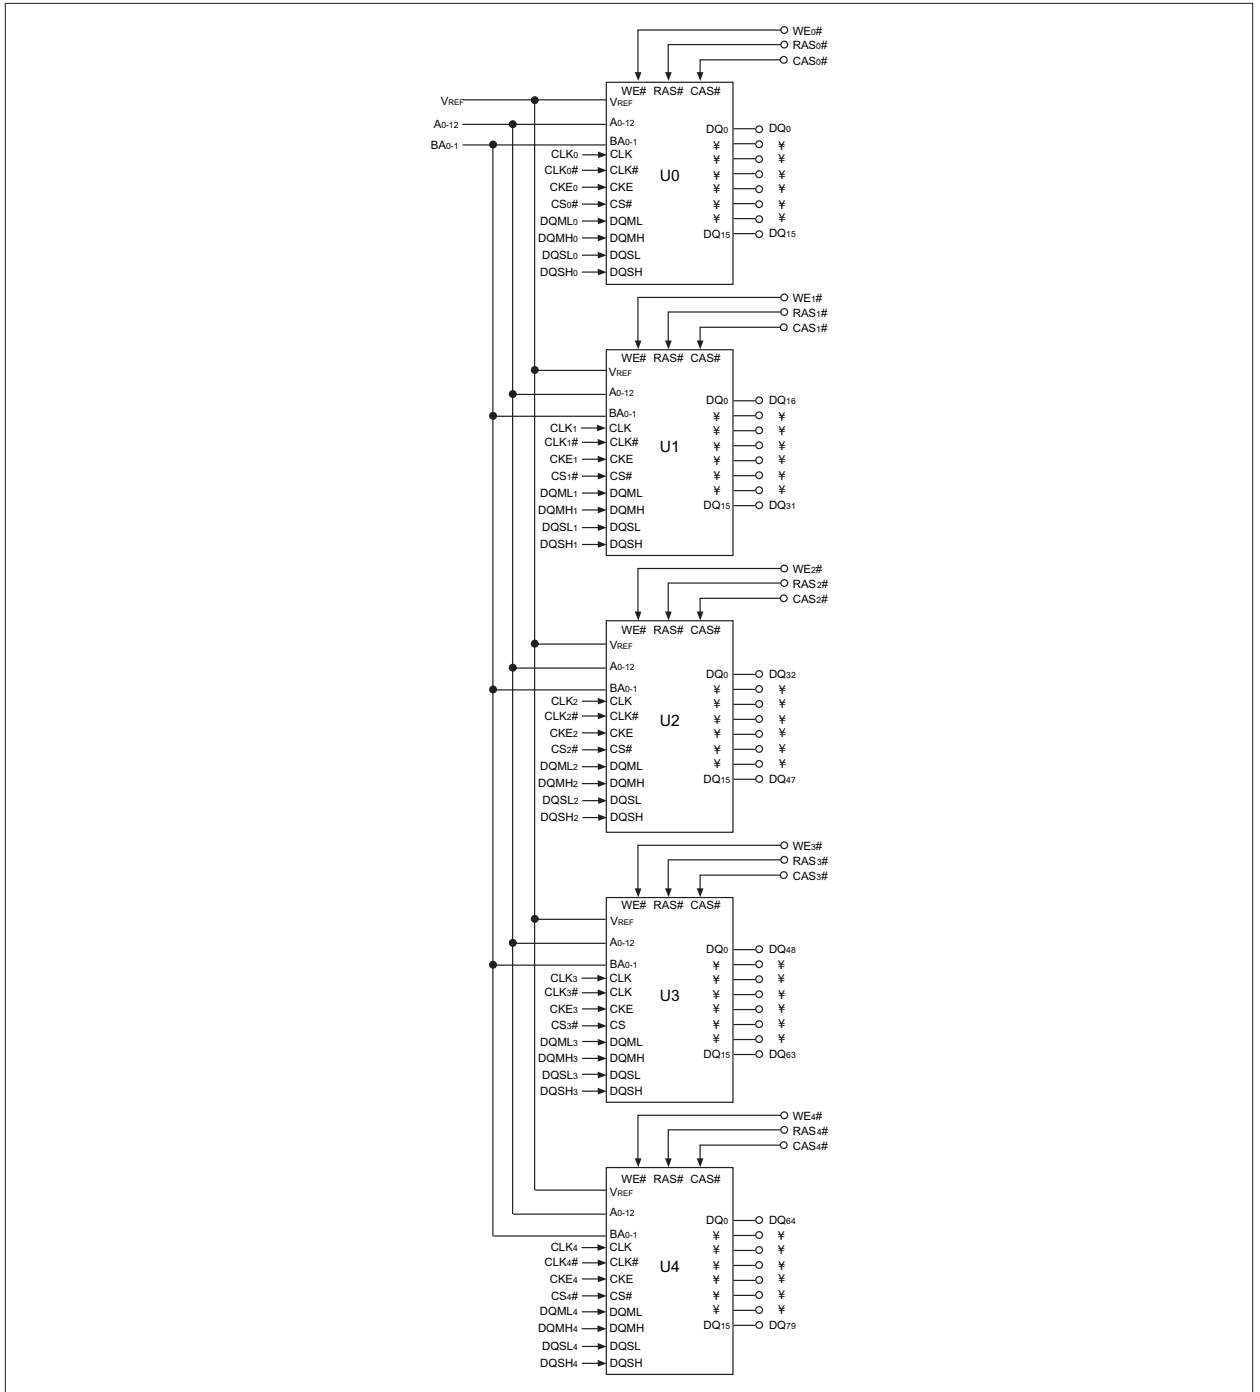 WE0#
RAS0#
CAS0#
WE# RAS# CAS#
VREF VREF
A0-12 A0-12
DQ0 DQ0
BA0-1 BA0-1
¥ ¥
CLK0 CLK
¥ ¥
CLK0# CLK#
U0
¥ ¥
CKE0 CKE
¥ ¥
CS0# CS#
¥ ¥
DQML0 DQML
¥ ¥
DQMH0 DQMH
DQ15 DQ15
DQSL0 DQSL
DQSH0 DQSH
WE1#
RAS1#
CAS1#
WE# RAS# CAS#
VREF
A0-12
DQ0 DQ16
BA0-1
¥ ¥
CLK1 CLK
¥ ¥
CLK1# CLK#
U1
¥ ¥
CKE1 CKE
¥ ¥
CS1# CS#
¥ ¥
DQML1 DQML
¥ ¥
DQMH1 DQMH
DQ15 DQ31
DQSL1 DQSL
DQSH1 DQSH
WE2#
RAS2#
CAS2#
WE# RAS# CAS#
VREF
A0-12
DQ0 DQ32
BA0-1
¥ ¥
CLK2 CLK
¥ ¥
CLK2# CLK#
U2
¥ ¥
CKE2 CKE
¥ ¥
CS2# CS#
¥ ¥
DQML2 DQML
¥ ¥
DQMH2 DQMH
DQ15 DQ47
DQSL2 DQSL
DQSH2 DQSH
WE3#
RAS3#
CAS3#
WE# RAS# CAS#
VREF
A0-12
DQ0 DQ48
BA0-1
¥ ¥
CLK3 CLK
¥ ¥
CLK3# CLK
U3
¥ ¥
CKE3 CKE
¥ ¥
CS3# CS
¥ ¥
DQML3 DQML
¥ ¥
DQMH3 DQMH
DQ15 DQ63
DQSL3 DQSL
DQSH3 DQSH
WE4#
RAS4#
CAS4#
WE# RAS# CAS#
VREF
A0-12
DQ0 DQ64
BA0-1
¥ ¥
CLK4 CLK
¥ ¥
CLK4# CLK#
U4
¥ ¥
CKE4 CKE
¥ ¥
CS4# CS#
¥ ¥
DQML4 DQML
¥ ¥
DQMH4 DQMH
DQ15 DQ79
DQSL4 DQSL
DQSH4 DQSH